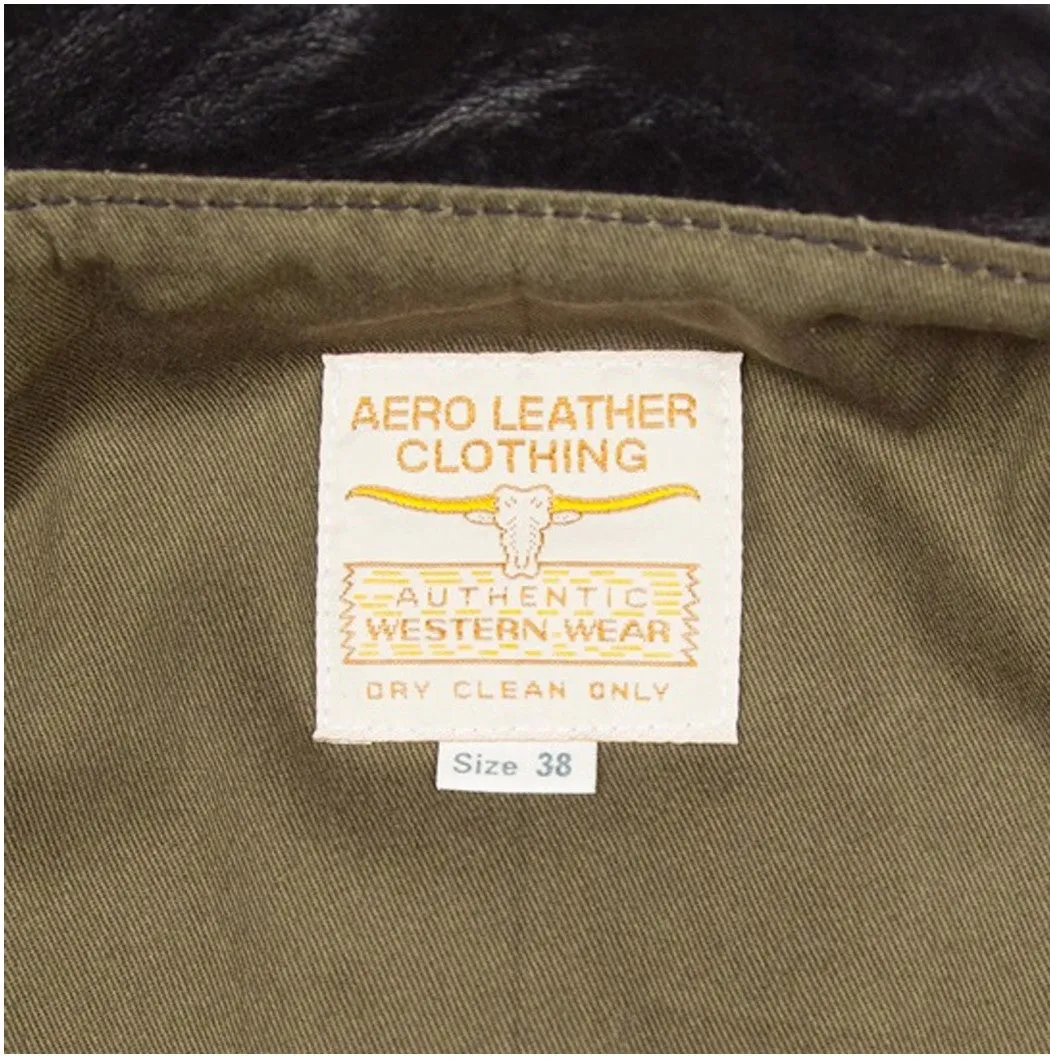 AERO LEATHER
CLOTHING
AUTHENTIC
WESTERN-WEAR
DRY CLEAN ONLY
Size 38